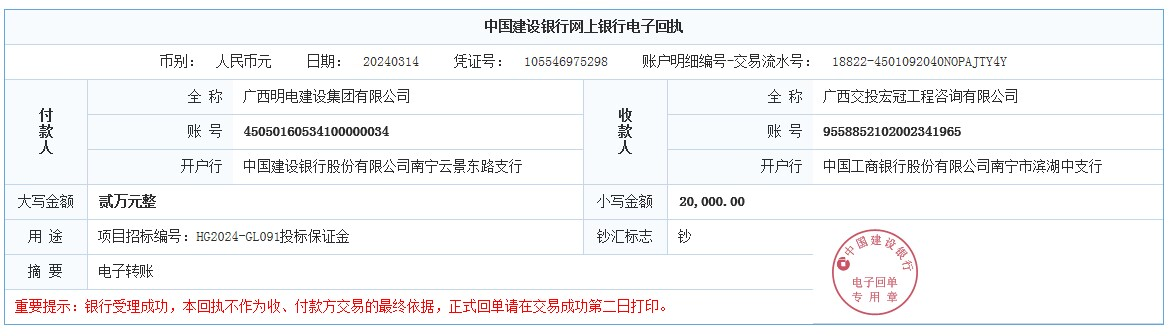 中国建设银行网上银行电子回执
币别： 人民币元 日期： 20240314 凭证号： 105546975298 账户明细编号-交易流水号： 18822-4501092040NOPAJTY4Y
付款人 全 称 广西明电建设集团有限公司 收款人 全 称 广西交投宏冠工程咨询有限公司
账 号 45050160534100000034 账 号 9558852102002341965
开户行 中国建设银行股份有限公司南宁云景东路支行 开户行 中国工商银行股份有限公司南宁市滨湖中支行
大写金额 贰万元整 小写金额 20,000.00
用 途 项目招标编号：HG2024-GL091投标保证金 钞汇标志 钞
摘 要 电子转账
中国建设银行
电子回单
专用章
重要提示：银行受理成功，本回执不作为收、付款方交易的最终依据，正式回单请在交易成功第二日打印。